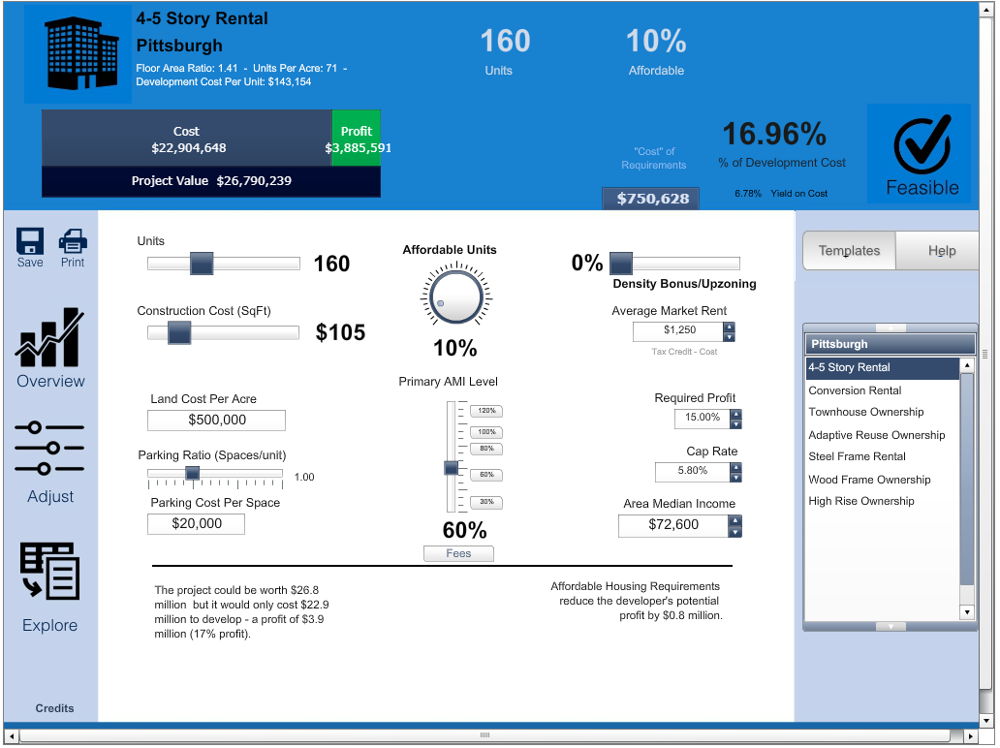 4-5 Story Rental
Pittsburgh
Floor Area Ratio: 1.41 - Units Per Acre: 71 -
Development Cost Per Unit: $143,154
160
Units
10%
Affordable
Cost
$22,904,648
Profit
$3,885,591
Project Value $26,790,239
"Cost" of
Requirements
$750,628
16.96%
% of Development Cost
6.78% Yield on Cost
Feasible
Save
Print
Overview
Adjust
Explore
Credits
Units
160
Construction Cost (SqFt)
$105
Land Cost Per Acre
$500,000
Parking Ratio (Spaces/unit)
1.00
Parking Cost Per Space
$20,000
Affordable Units
10%
Primary AMI Level
120%
100%
80%
60%
30%
60%
Fees
0%
Density Bonus/Upzoning
Average Market Rent
$1,250
Tax Credit - Cost
Required Profit
15.00%
Cap Rate
5.80%
Area Median Income
$72,600
The project could be worth $26.8
million but it would only cost $22.9
million to develop - a profit of $3.9
million (17% profit).
Affordable Housing Requirements
reduce the developer's potential
profit by $0.8 million.
Templates
Help
Pittsburgh
4-5 Story Rental
Conversion Rental
Townhouse Ownership
Adaptive Reuse Ownership
Steel Frame Rental
Wood Frame Ownership
High Rise Ownership